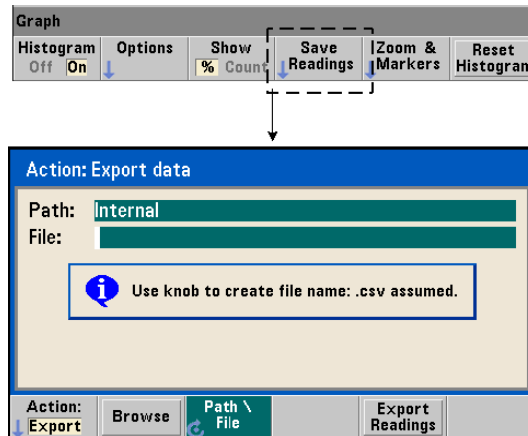 Graph
Histogram Options Show Save Zoom & Reset
Off On % Count Readings Markers Histogram
Action: Export data
Path: Internal
File:
i Use knob to create file name: .csv assumed.
Action: Browse Path \ Export
Export File Readings